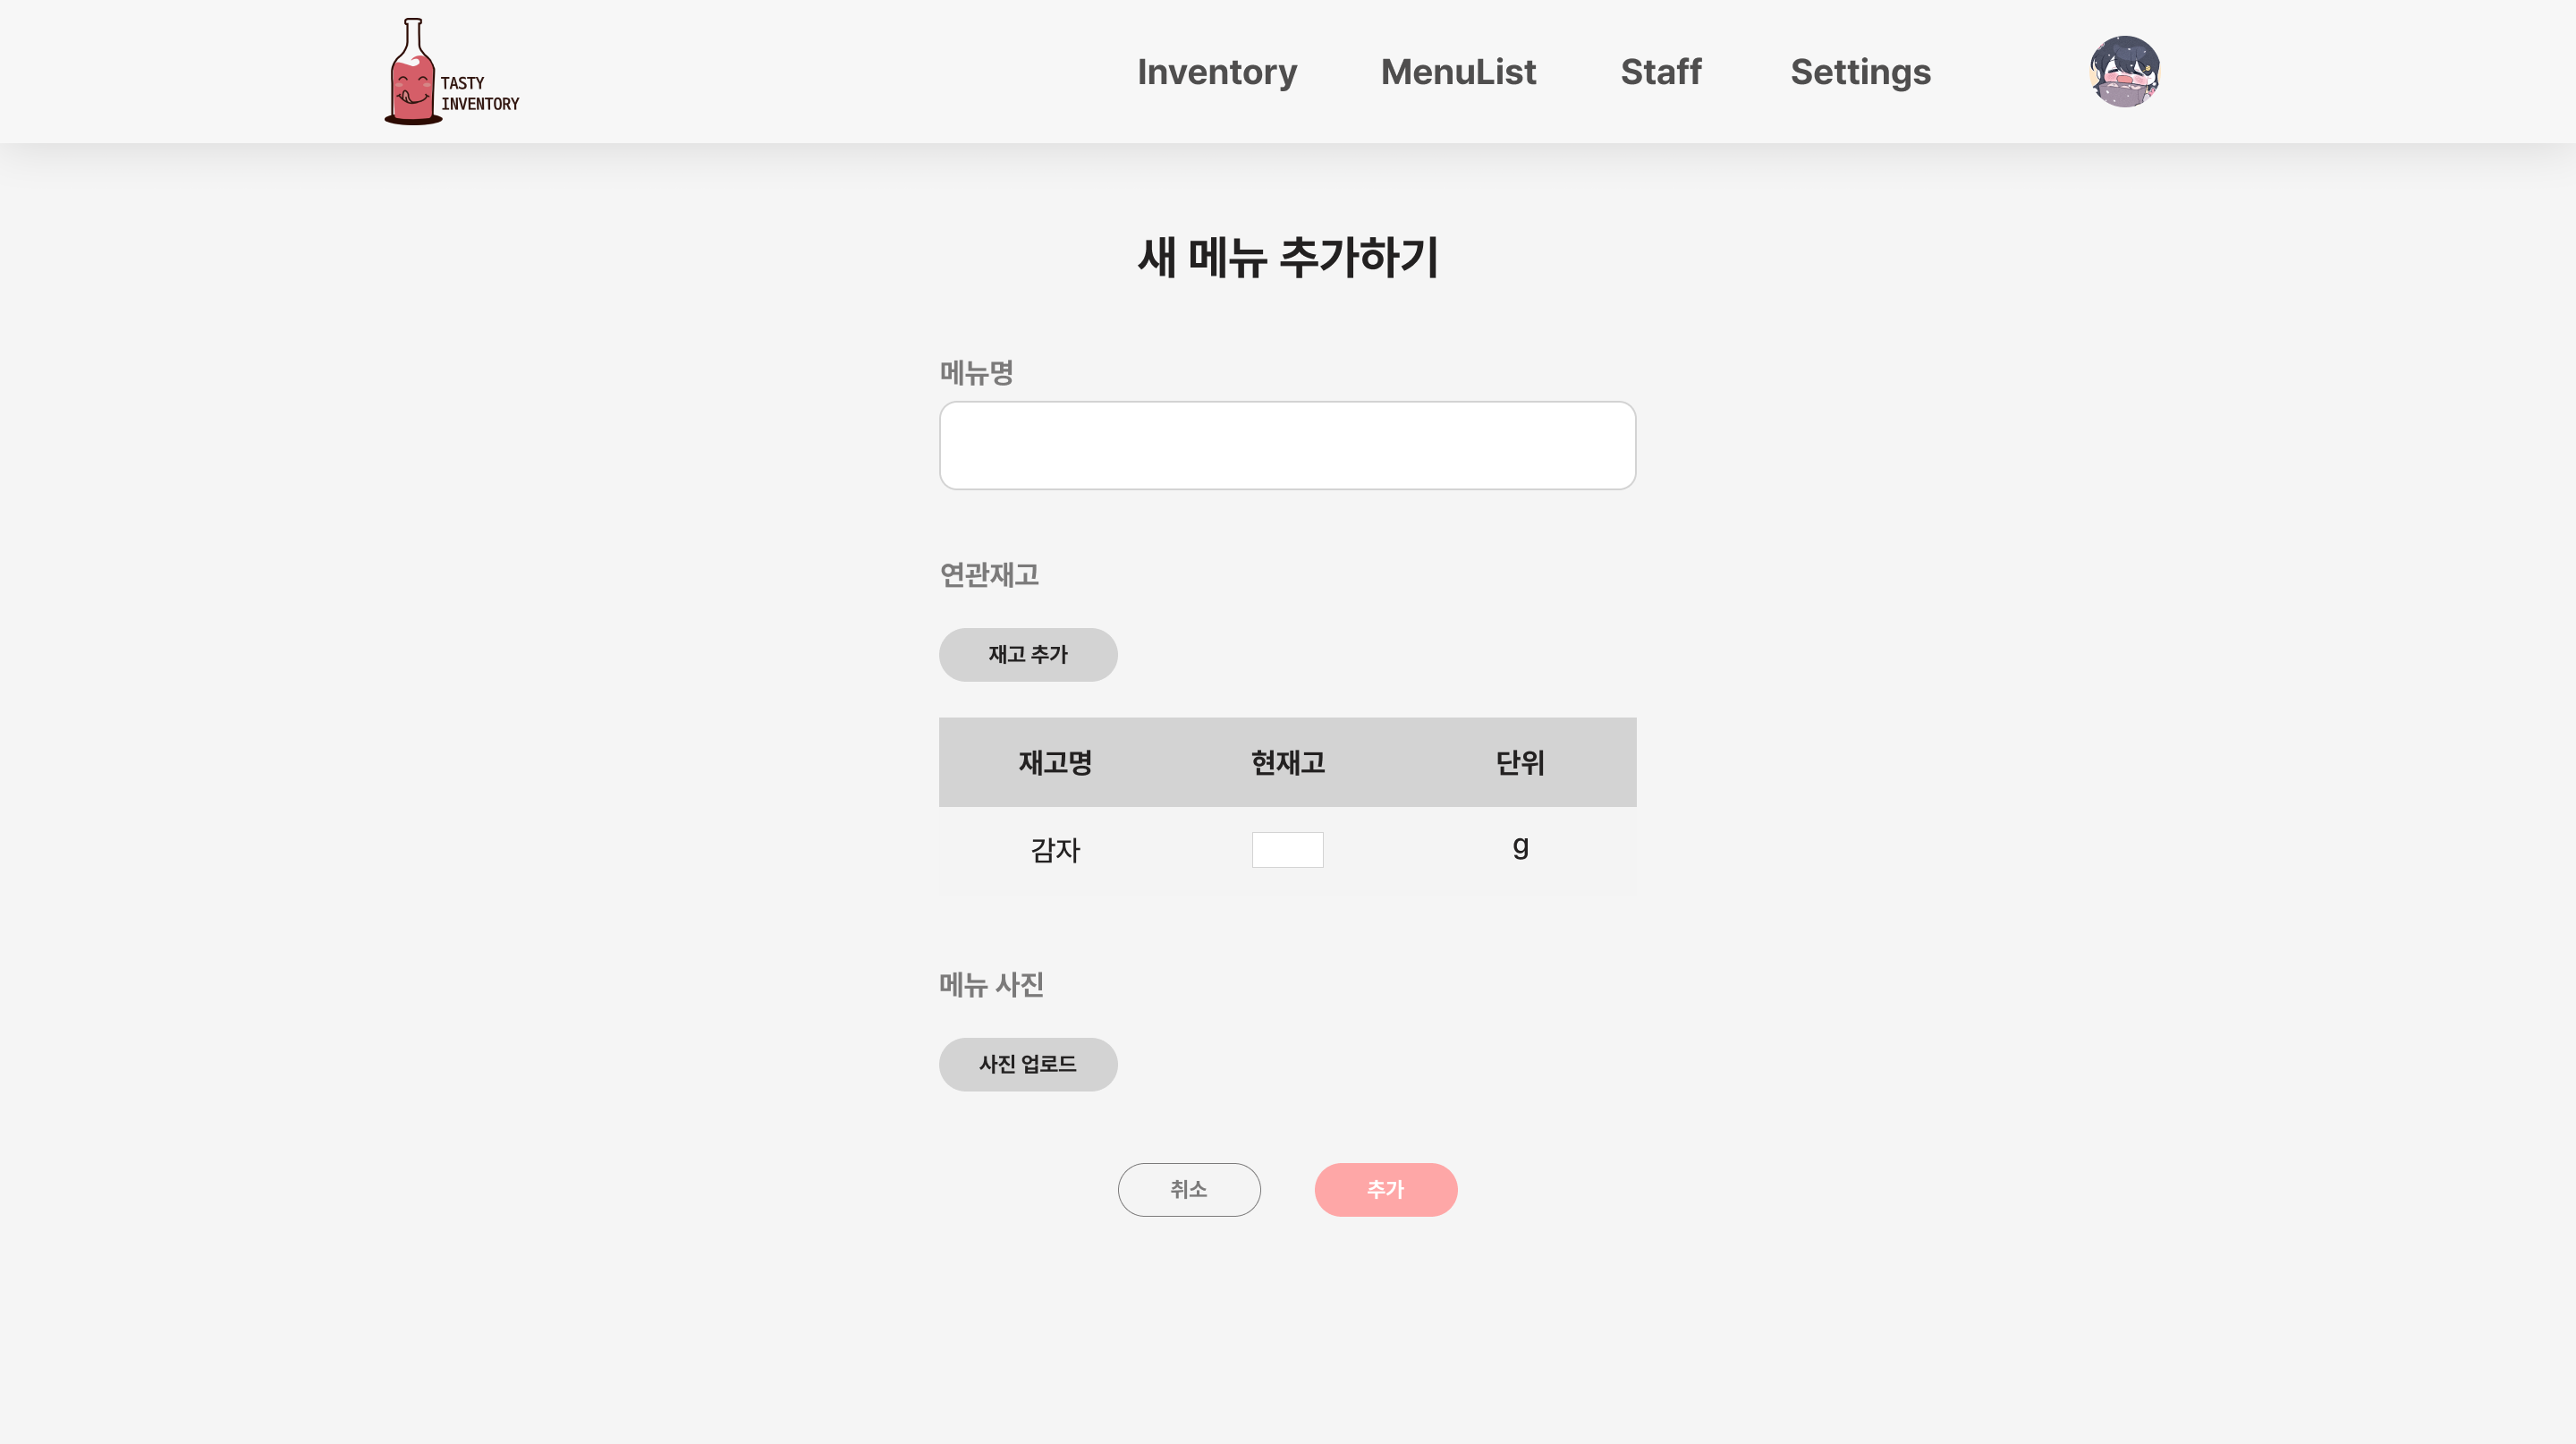 TASTY
INVENTORY
Inventory MenuList Staff Settings
새 메뉴 추가하기
메뉴명
연관재고
재고 추가
재고명 현재고 단위
감자 g
메뉴 사진
사진 업로드
취소 추가